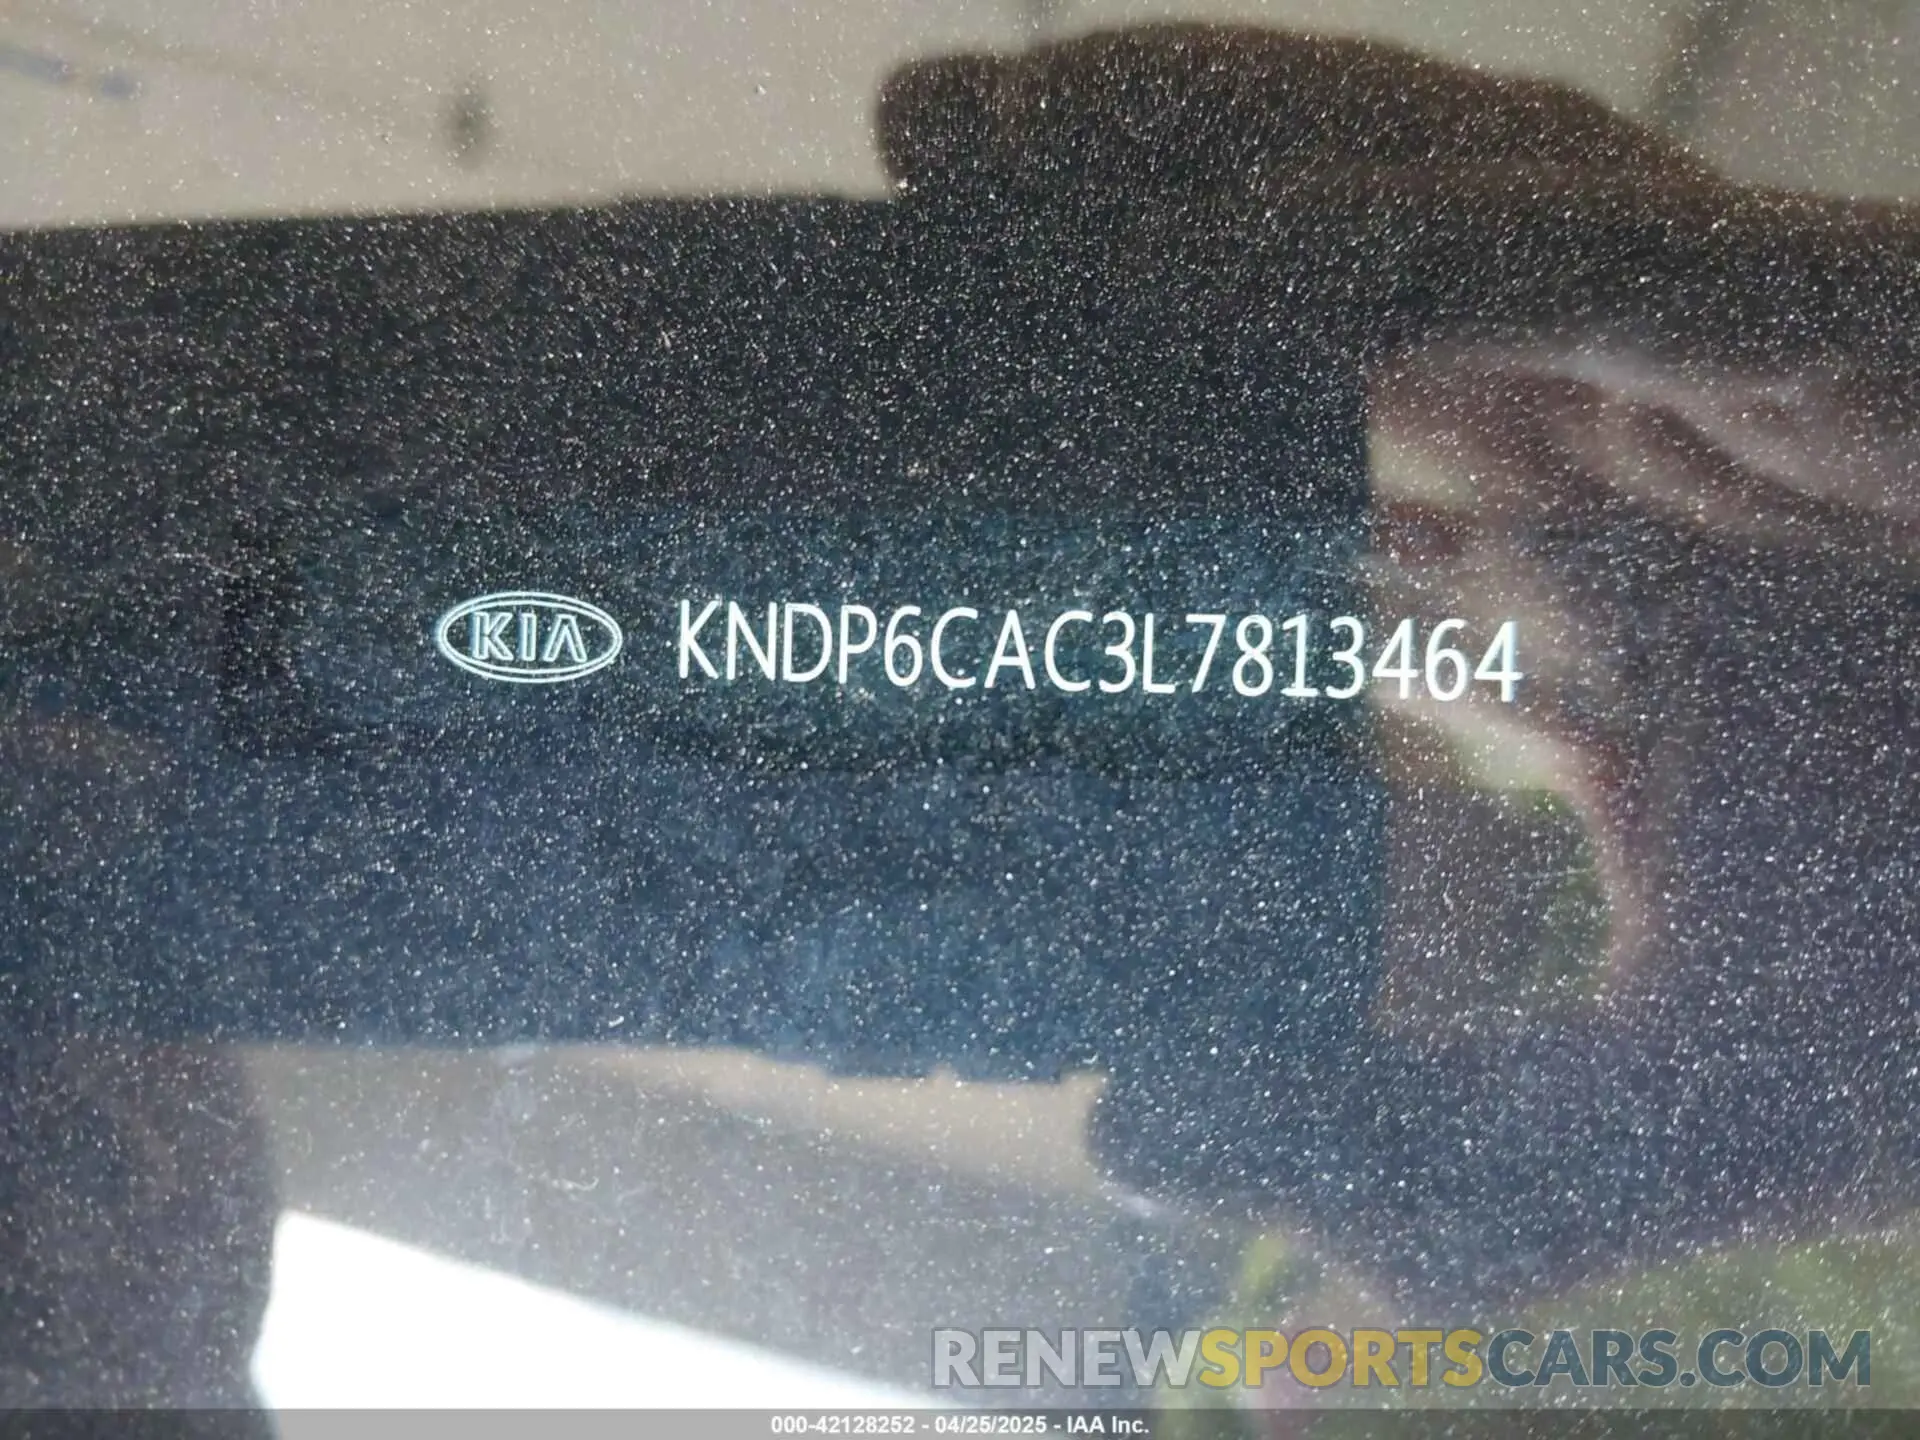 KIA KNDP6CAC3L7813464
RENEWSPORTSCARS.COM
000-42128252 - 04/25/2025 - IAA Inc.